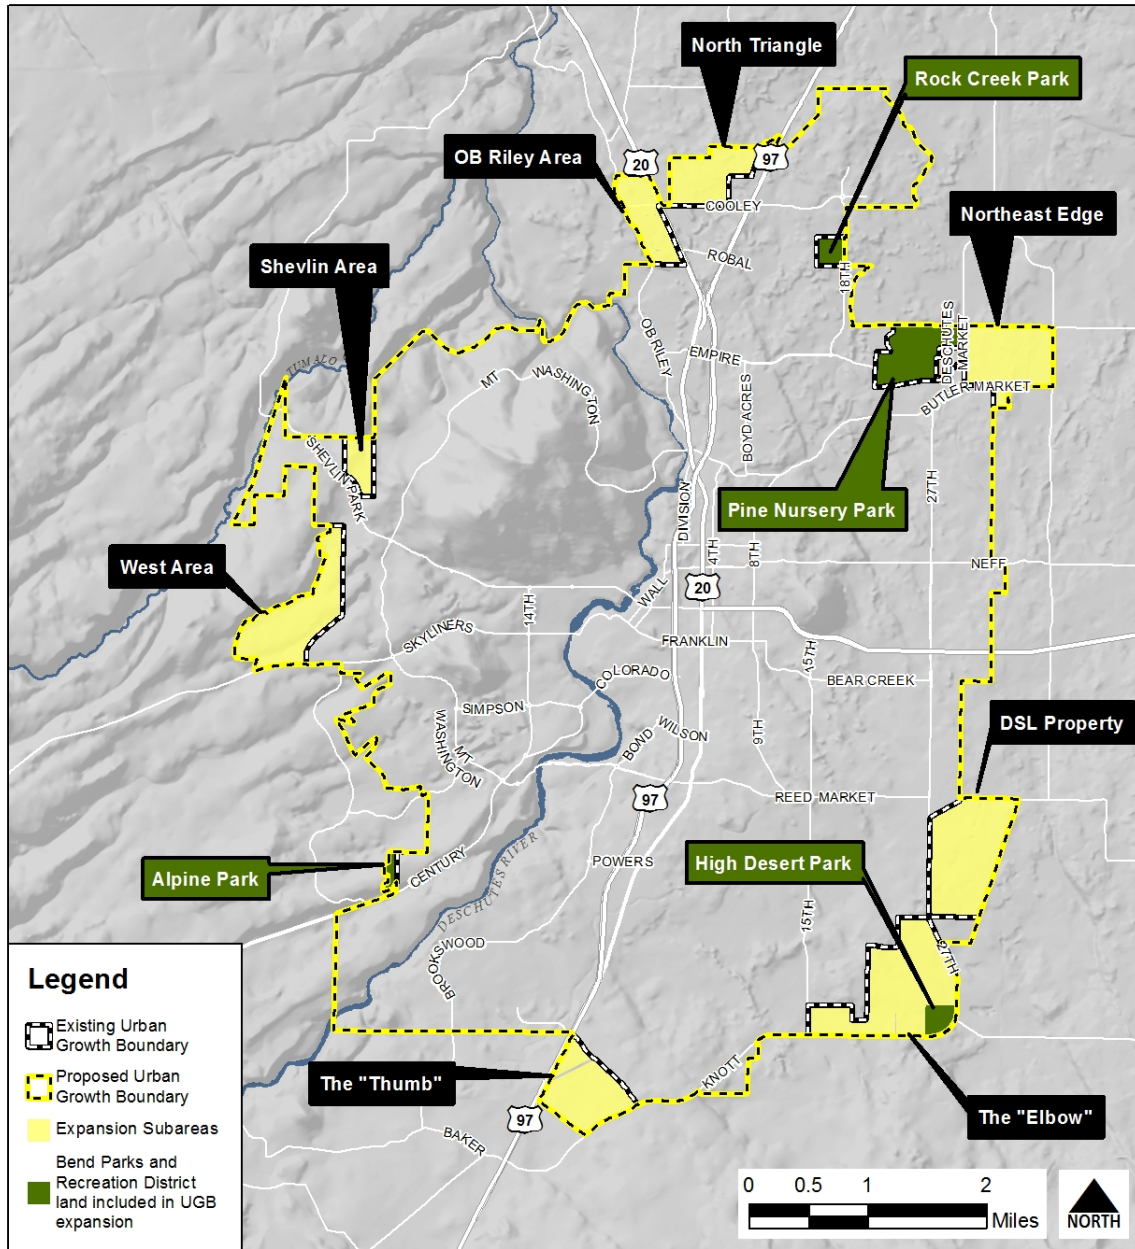 North Triangle
Rock Creek Park
OB Riley Area
20
97
Northeast Edge
COOLEY
Shevlin Area
ROBAL
18TH
TUMALO
OB RILEY
EMPIRE
DESCHUTES
MARKET
MT
WASHINGTON
BUTLER MARKET
BOYD ACRES
SHEVLIN PARK
27TH
Pine Nursery Park
DIVISION
4TH
8TH
West Area
NEFF
WALL
20
14TH
SKYLINERS
FRANKLIN
15TH
COLORADO
BEAR CREEK
SIMPSON
WILSON
9TH
DSL Property
MT
WASHINGTON
BOND
97
REED MARKET
Alpine Park
CENTURY
POWERS
High Desert Park
DESCHUTES RIVER
15TH
BROOKSWOOD
27TH
Legend
Existing Urban
Growth Boundary
Proposed Urban
Growth Boundary
Expansion Subareas
Bend Parks and
Recreation District
land included in UGB
expansion
The "Thumb"
KNOTT
97
BAKER
The "Elbow"
0 0.5 1 2
Miles
NORTH